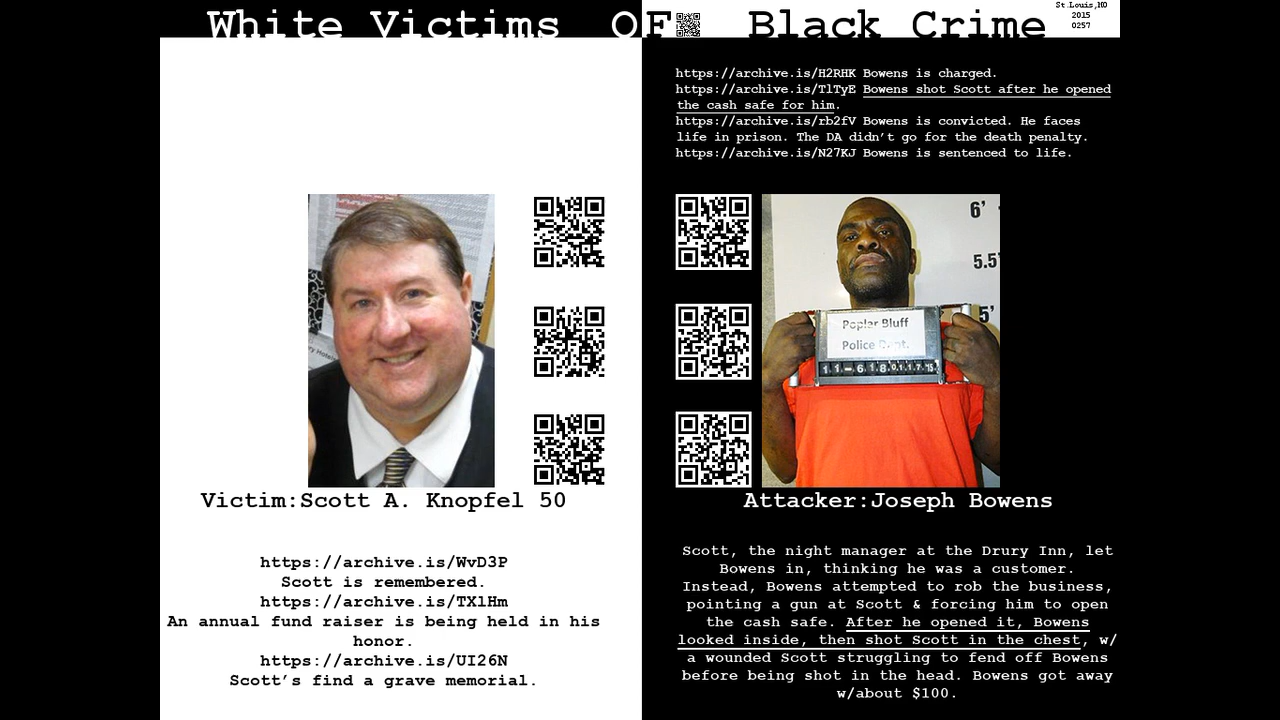 White Victims OF Black Crime
St.Louis,MO
2015
0257
https://archive.is/H2RHK Bowens is charged.
https://archive.is/TlTyE Bowens shot Scott after he opened
the cash safe for him.
https://archive.is/rb2fV Bowens is convicted. He faces
life in prison. The DA didn't go for the death penalty.
https://archive.is/N27KJ Bowens is sentenced to life.
6'
5.5'
5'
Poplar Bluff
Police Dept.
Victim:Scott A. Knopfel 50
Attacker:Joseph Bowens
https://archive.is/WvD3P
Scott is remembered.
https://archive.is/TXlHm
An annual fund raiser is being held in his
honor.
https://archive.is/UI26N
Scott's find a grave memorial.
Scott, the night manager at the Drury Inn, let
Bowens in, thinking he was a customer.
Instead, Bowens attempted to rob the business,
pointing a gun at Scott & forcing him to open
the cash safe. After he opened it, Bowens
looked inside, then shot Scott in the chest, w/
a wounded Scott struggling to fend off Bowens
before being shot in the head. Bowens got away
w/about $100.